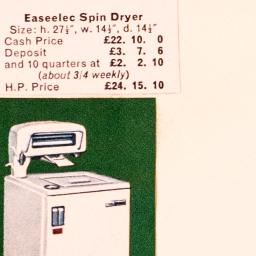 Easeelec Spin Dryer
Size: h. 27½″, w. 14½″, d. 14½″
Cash Price £22. 10. 0
Deposit £3. 7. 6
and 10 quarters at £2. 2. 10
(about 3/4 weekly)
H.P. Price £24. 15. 10